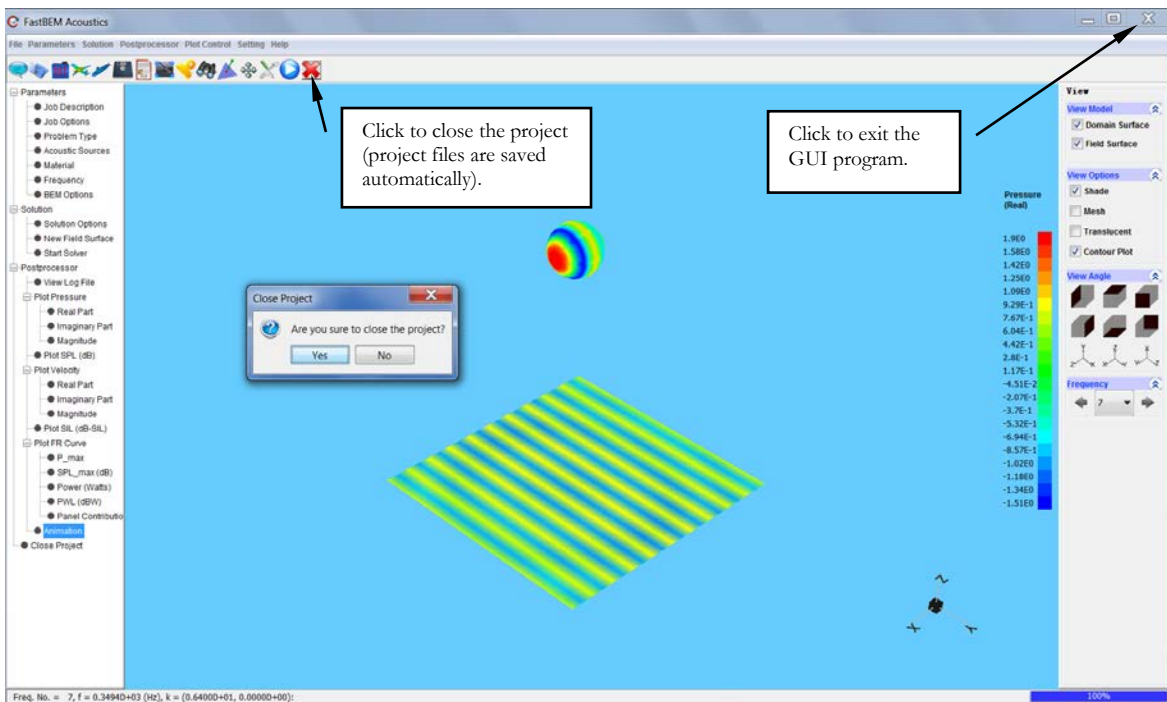 FastBEM Acoustics
File Parameters Solution Postprocessor Plot Control Setting Help
Parameters
Job Description
Job Options
Problem Type
Acoustic Sources
Material
Frequency
BEM Options
Solution
Solution Options
New Field Surface
Start Solver
Postprocessor
View Log File
Plot Pressure
Real Part
Imaginary Part
Magnitude
Plot SPL (dB)
Plot Velocity
Real Part
Imaginary Part
Magnitude
Plot SIL (dB-SIL)
Plot FR Curve
P_max
SPL_max (dB)
Power (Watts)
PWL (dBW)
Panel Contributio
Animation
Close Project
Click to close the project
(project files are saved
automatically).
Click to exit the
GUI program.
Close Project
Are you sure to close the project?
Yes No
Pressure
(Real)
1.9E0
1.58E0
1.42E0
1.25E0
1.09E0
9.29E-1
7.67E-1
6.04E-1
4.42E-1
2.8E-1
1.17E-1
-4.51E-2
-2.07E-1
-3.7E-1
-5.32E-1
-6.94E-1
-8.57E-1
-1.02E0
-1.18E0
-1.34E0
-1.51E0
Z
X Y
View
View Model
Domain Surface
Field Surface
View Options
Shade
Mesh
Translucent
Contour Plot
View Angle
Frequency
7
Freq. No. = 7, f = 0.3494D+03 (Hz), k = (0.6400D+01, 0.0000D+00):
100%